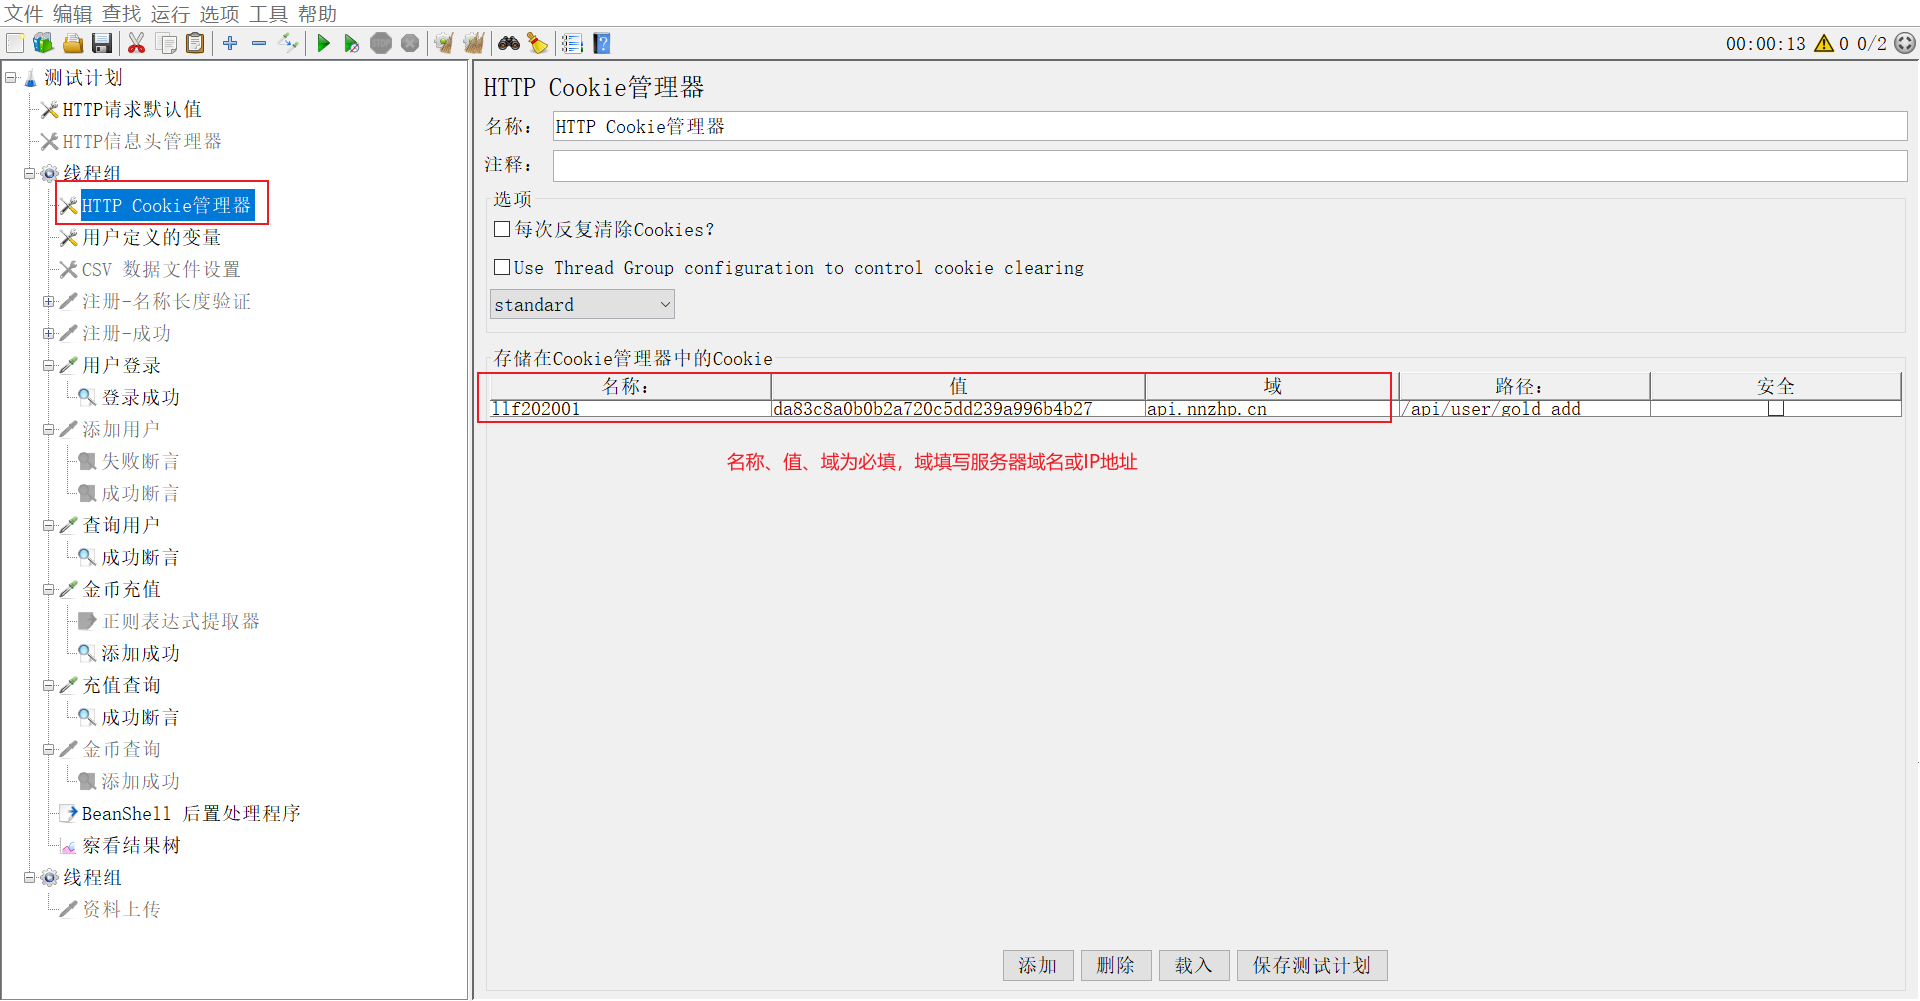 文件 编辑 查找 运行 选项 工具 帮助
00:00:13 0 0/2
测试计划
HTTP请求默认值
HTTP信息头管理器
线程组
HTTP Cookie管理器
用户定义的变量
CSV 数据文件设置
注册-名称长度验证
注册-成功
用户登录
登录成功
添加用户
失败断言
成功断言
查询用户
成功断言
金币充值
正则表达式提取器
添加成功
充值查询
成功断言
金币查询
添加成功
BeanShell 后置处理程序
察看结果树
线程组
资料上传
HTTP Cookie管理器
名称： HTTP Cookie管理器
注释：
选项
每次反复清除Cookies?
Use Thread Group configuration to control cookie clearing
standard
存储在Cookie管理器中的Cookie
名称： 值 域 路径： 安全
llf202001 da83c8a0b0b2a720c5dd239a996b4b27 api.nnzhp.cn /api/user/gold_add
名称、值、域为必填，域填写服务器域名或IP地址
添加 删除 载入 保存测试计划